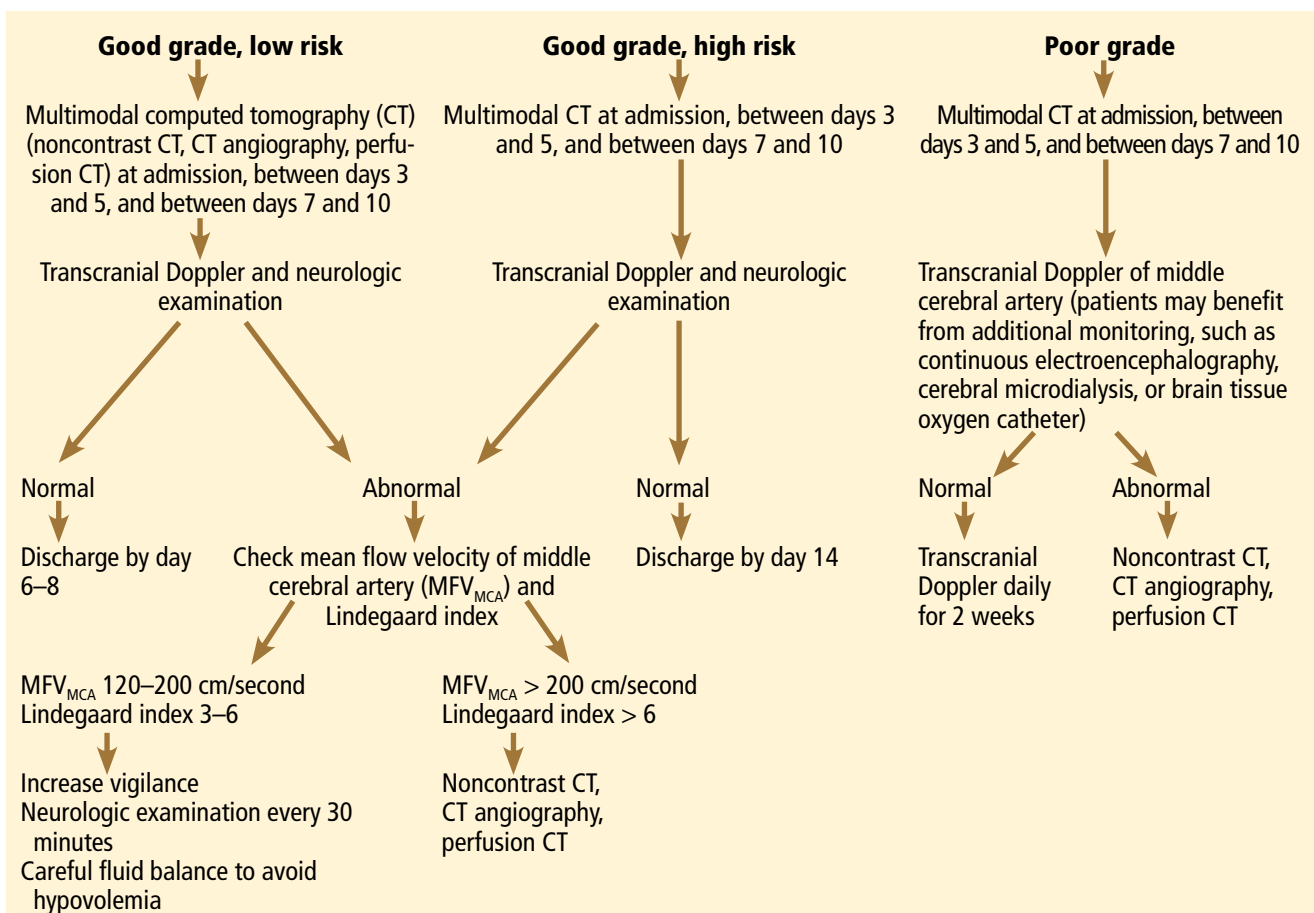 Good grade, low risk
Multimodal computed tomography (CT)
(noncontrast CT, CT angiography, perfu-
sion CT) at admission, between days 3
and 5, and between days 7 and 10
Transcranial Doppler and neurologic
examination
Normal
Discharge by day
6–8
Good grade, high risk
Multimodal CT at admission, between days 3
and 5, and between days 7 and 10
Transcranial Doppler and neurologic
examination
Abnormal
Check mean flow velocity of middle
cerebral artery (MFVMCA) and
Lindegaard index
Normal
Discharge by day 14
MFVMCA 120–200 cm/second
Lindegaard index 3–6
Increase vigilance
Neurologic examination every 30
minutes
Careful fluid balance to avoid
hypovolemia
MFVMCA > 200 cm/second
Lindegaard index > 6
Noncontrast CT,
CT angiography,
perfusion CT
Poor grade
Multimodal CT at admission, between
days 3 and 5, and between days 7 and 10
Transcranial Doppler of middle
cerebral artery (patients may benefit
from additional monitoring, such as
continuous electroencephalography,
cerebral microdialysis, or brain tissue
oxygen catheter)
Normal
Transcranial
Doppler daily
for 2 weeks
Abnormal
Noncontrast CT,
CT angiography,
perfusion CT